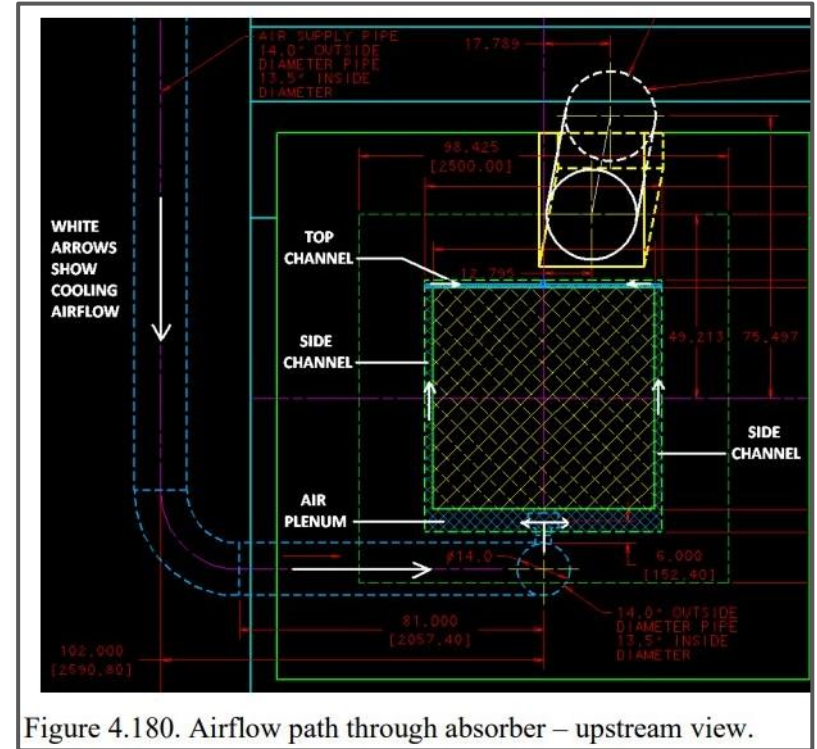 AIR SUPPLY PIPE
14.0" OUTSIDE
DIAMETER PIPE
13.5" INSIDE
DIAMETER
17.789
98.425
[2500.00]
WHITE
ARROWS
SHOW
COOLING
AIRFLOW
TOP
CHANNEL
12.795
SIDE
CHANNEL
49.213
75.497
SIDE
CHANNEL
AIR
PLENUM
ø14.0
6.000
[152.40]
81.000
[2057.40]
14.0" OUTSIDE
DIAMETER PIPE
13.5" INSIDE
DIAMETER
102.000
[2590.80]
Figure 4.180. Airflow path through absorber – upstream view.